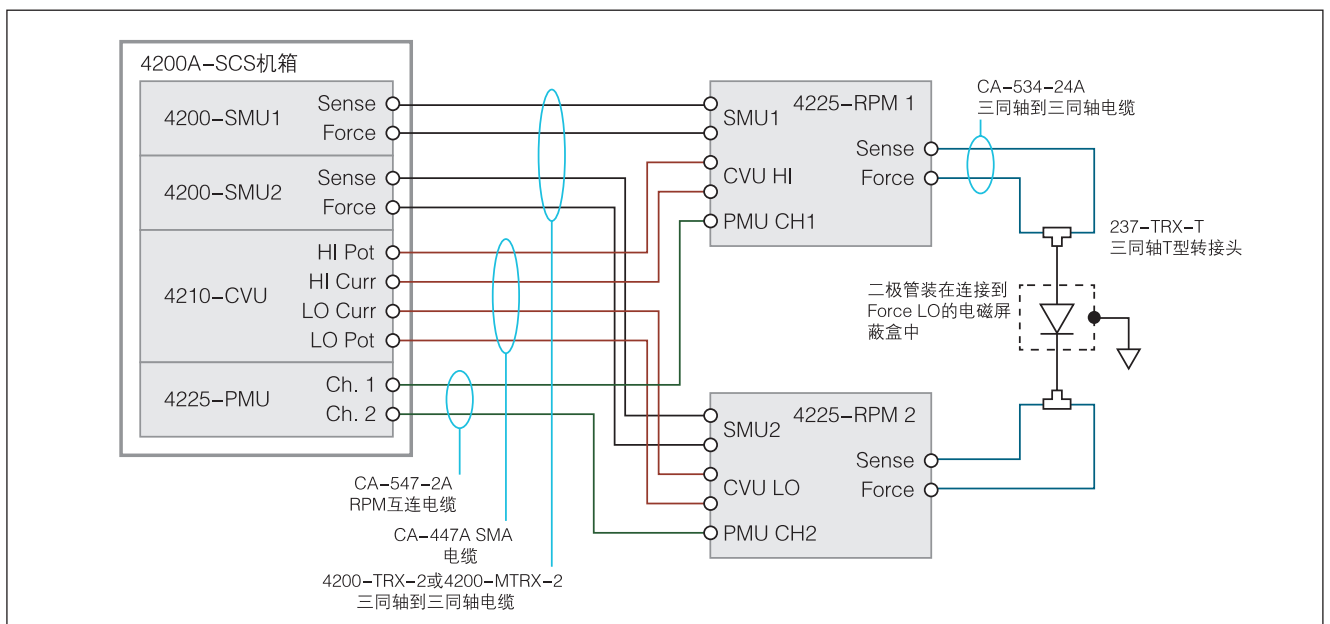 4200A-SCS机箱
4200-SMU1
Sense
Force
4200-SMU2
Sense
Force
4210-CVU
HI Pot
HI Curr
LO Curr
LO Pot
4225-PMU
Ch. 1
Ch. 2
4225-RPM 1
SMU1
CVU HI
PMU CH1
Sense
Force
CA-534-24A
三同轴到三同轴电缆
237-TRX-T
三同轴T型转接头
二极管装在连接到
Force LO的电磁屏
蔽盒中
4225-RPM 2
SMU2
CVU LO
PMU CH2
Sense
Force
CA-547-2A
RPM互连电缆
CA-447A SMA
电缆
4200-TRX-2或4200-MTRX-2
三同轴到三同轴电缆